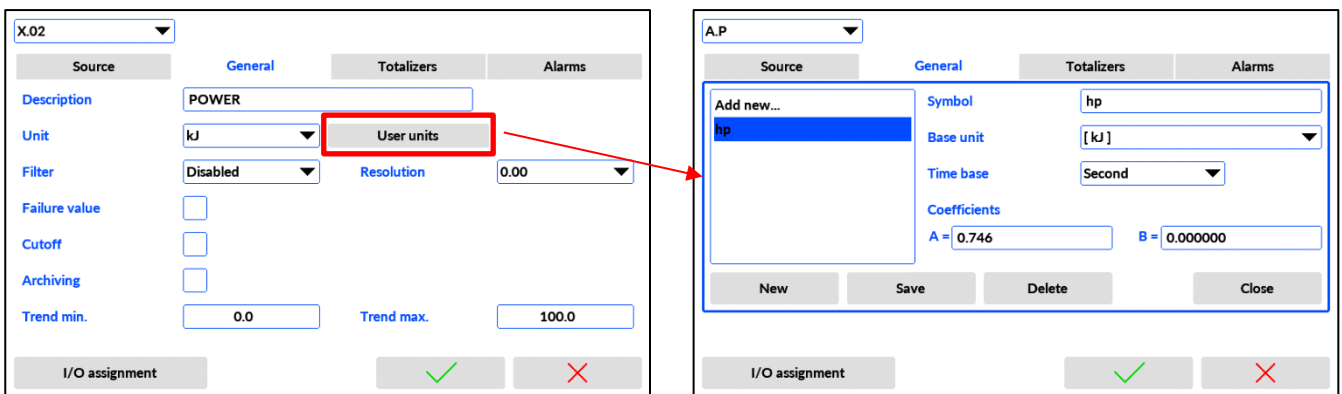 X.02
Source General Totalizers Alarms
Description POWER
Unit kJ User units
Filter Disabled Resolution 0.00
Failure value
Cutoff
Archiving
Trend min. 0.0 Trend max. 100.0
I/O assignment
A.P
Source General Totalizers Alarms
Add new...
hp
Symbol hp
Base unit [ kJ ]
Time base Second
Coefficients
A = 0.746 B = 0.000000
New Save Delete Close
I/O assignment